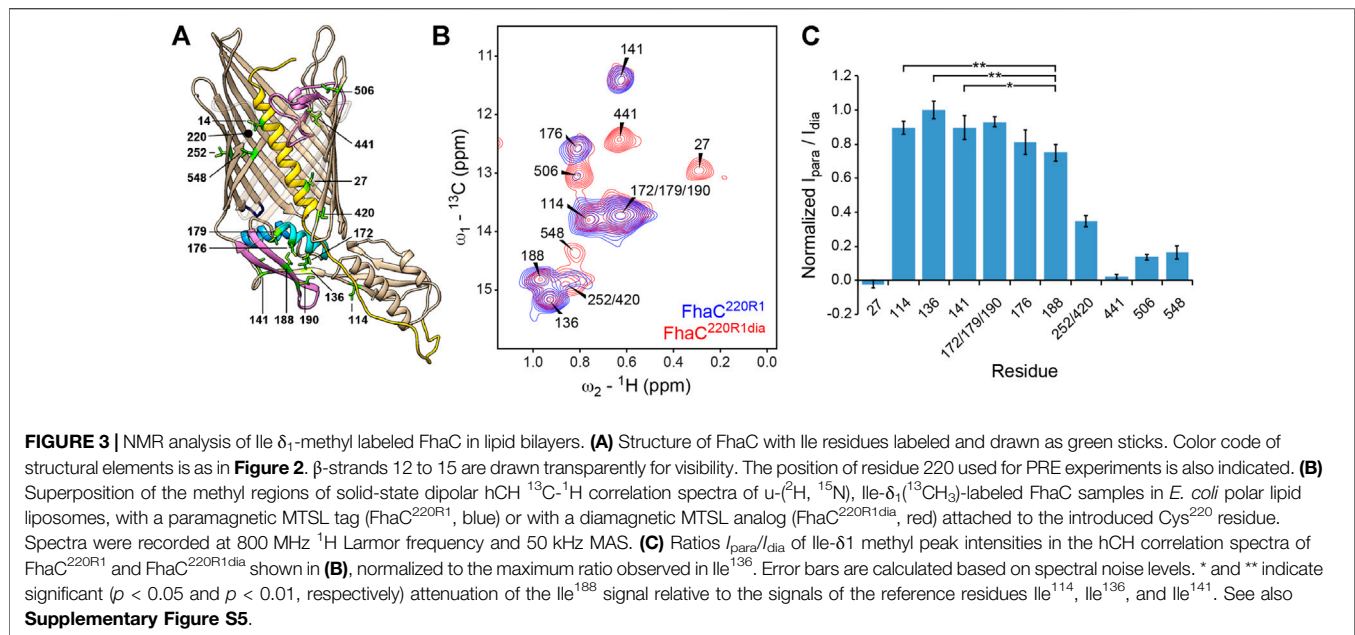 A
506
14
220
252
548
441
27
420
179
176
172
136
141
188
190
114
B
11
12
13
14
15
ω1 - 13C (ppm)
141
441
176
27
506
172/179/190
114
548
188
252/420
136
FhaC220R1
FhaC220R1dia
1.0 0.8 0.6 0.4 0.2 0.0
ω2 - 1H (ppm)
C
**
**
*
1.2
1.0
0.8
0.6
0.4
0.2
0.0
-0.2
Normalized Ipara / Idia
27 114 136 141 172/179/190 176 188 252/420 441 506 548
Residue
FIGURE 3 | NMR analysis of Ile δ1-methyl labeled FhaC in lipid bilayers. (A) Structure of FhaC with Ile residues labeled and drawn as green sticks. Color code of
structural elements is as in Figure 2. β-strands 12 to 15 are drawn transparently for visibility. The position of residue 220 used for PRE experiments is also indicated. (B)
Superposition of the methyl regions of solid-state dipolar hCH 13C-1H correlation spectra of u-(2H, 15N), Ile-δ1(13CH3)-labeled FhaC samples in E. coli polar lipid
liposomes, with a paramagnetic MTSL tag (FhaC220R1, blue) or with a diamagnetic MTSL analog (FhaC220R1dia, red) attached to the introduced Cys220 residue.
Spectra were recorded at 800 MHz 1H Larmor frequency and 50 kHz MAS. (C) Ratios Ipara/Idia of Ile-δ1 methyl peak intensities in the hCH correlation spectra of
FhaC220R1 and FhaC220R1dia shown in (B), normalized to the maximum ratio observed in Ile136. Error bars are calculated based on spectral noise levels. * and ** indicate
significant (p < 0.05 and p < 0.01, respectively) attenuation of the Ile188 signal relative to the signals of the reference residues Ile114, Ile136, and Ile141. See also
Supplementary Figure S5.